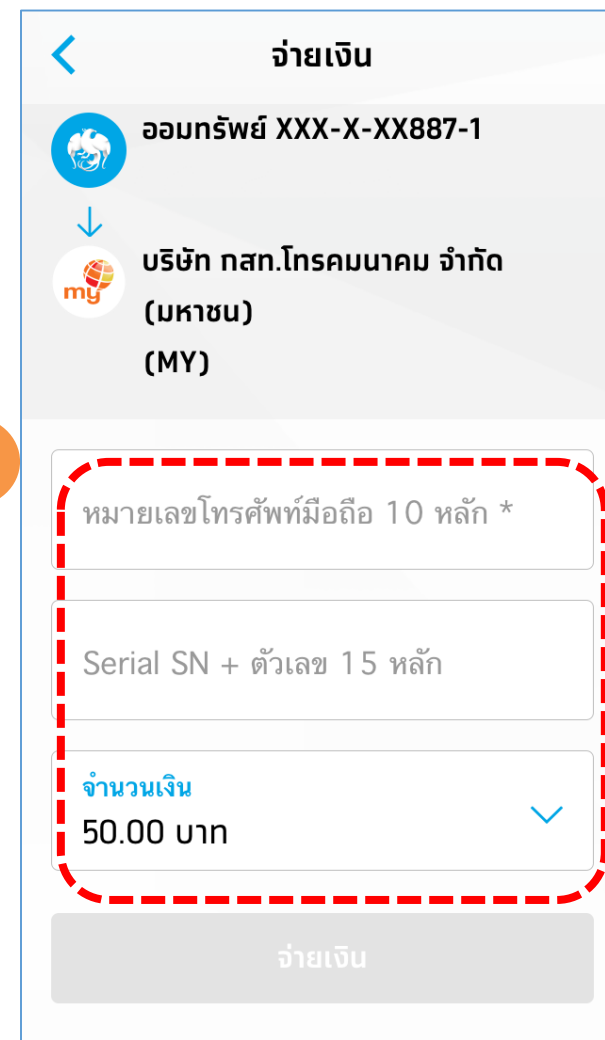 จ่ายเงิน
ออมทรัพย์ XXX-X-XX887-1
my
บริษัท กสท.โทรคมนาคม จำกัด
(มหาชน)
(MY)
หมายเลขโทรศัพท์มือถือ 10 หลัก *
Serial SN + ตัวเลข 15 หลัก
จำนวนเงิน
50.00 บาท
จ่ายเงิน